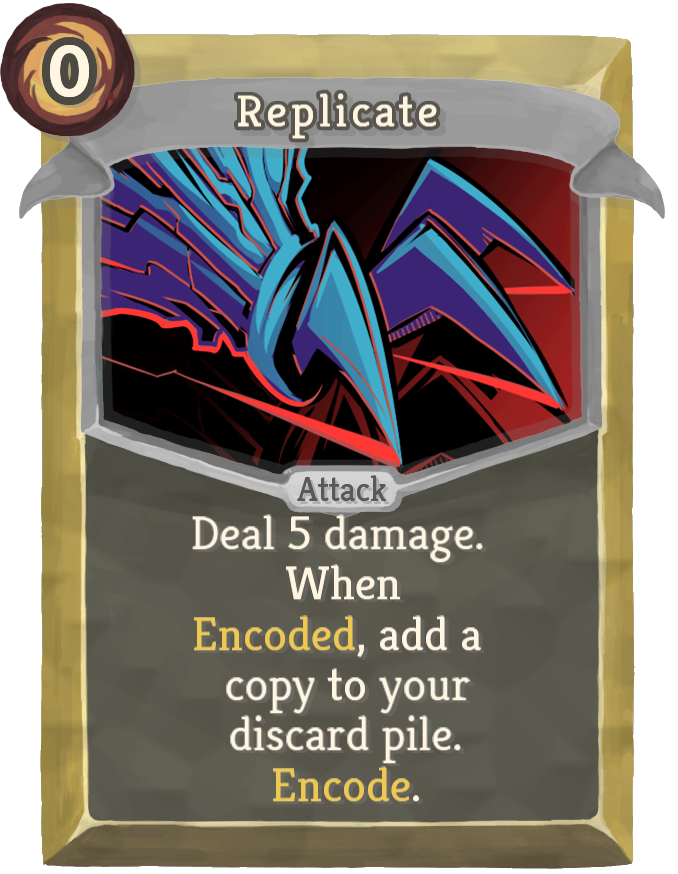 0
Replicate
Attack
Deal 5 damage.
When
Encoded, add a
copy to your
discard pile.
Encode.